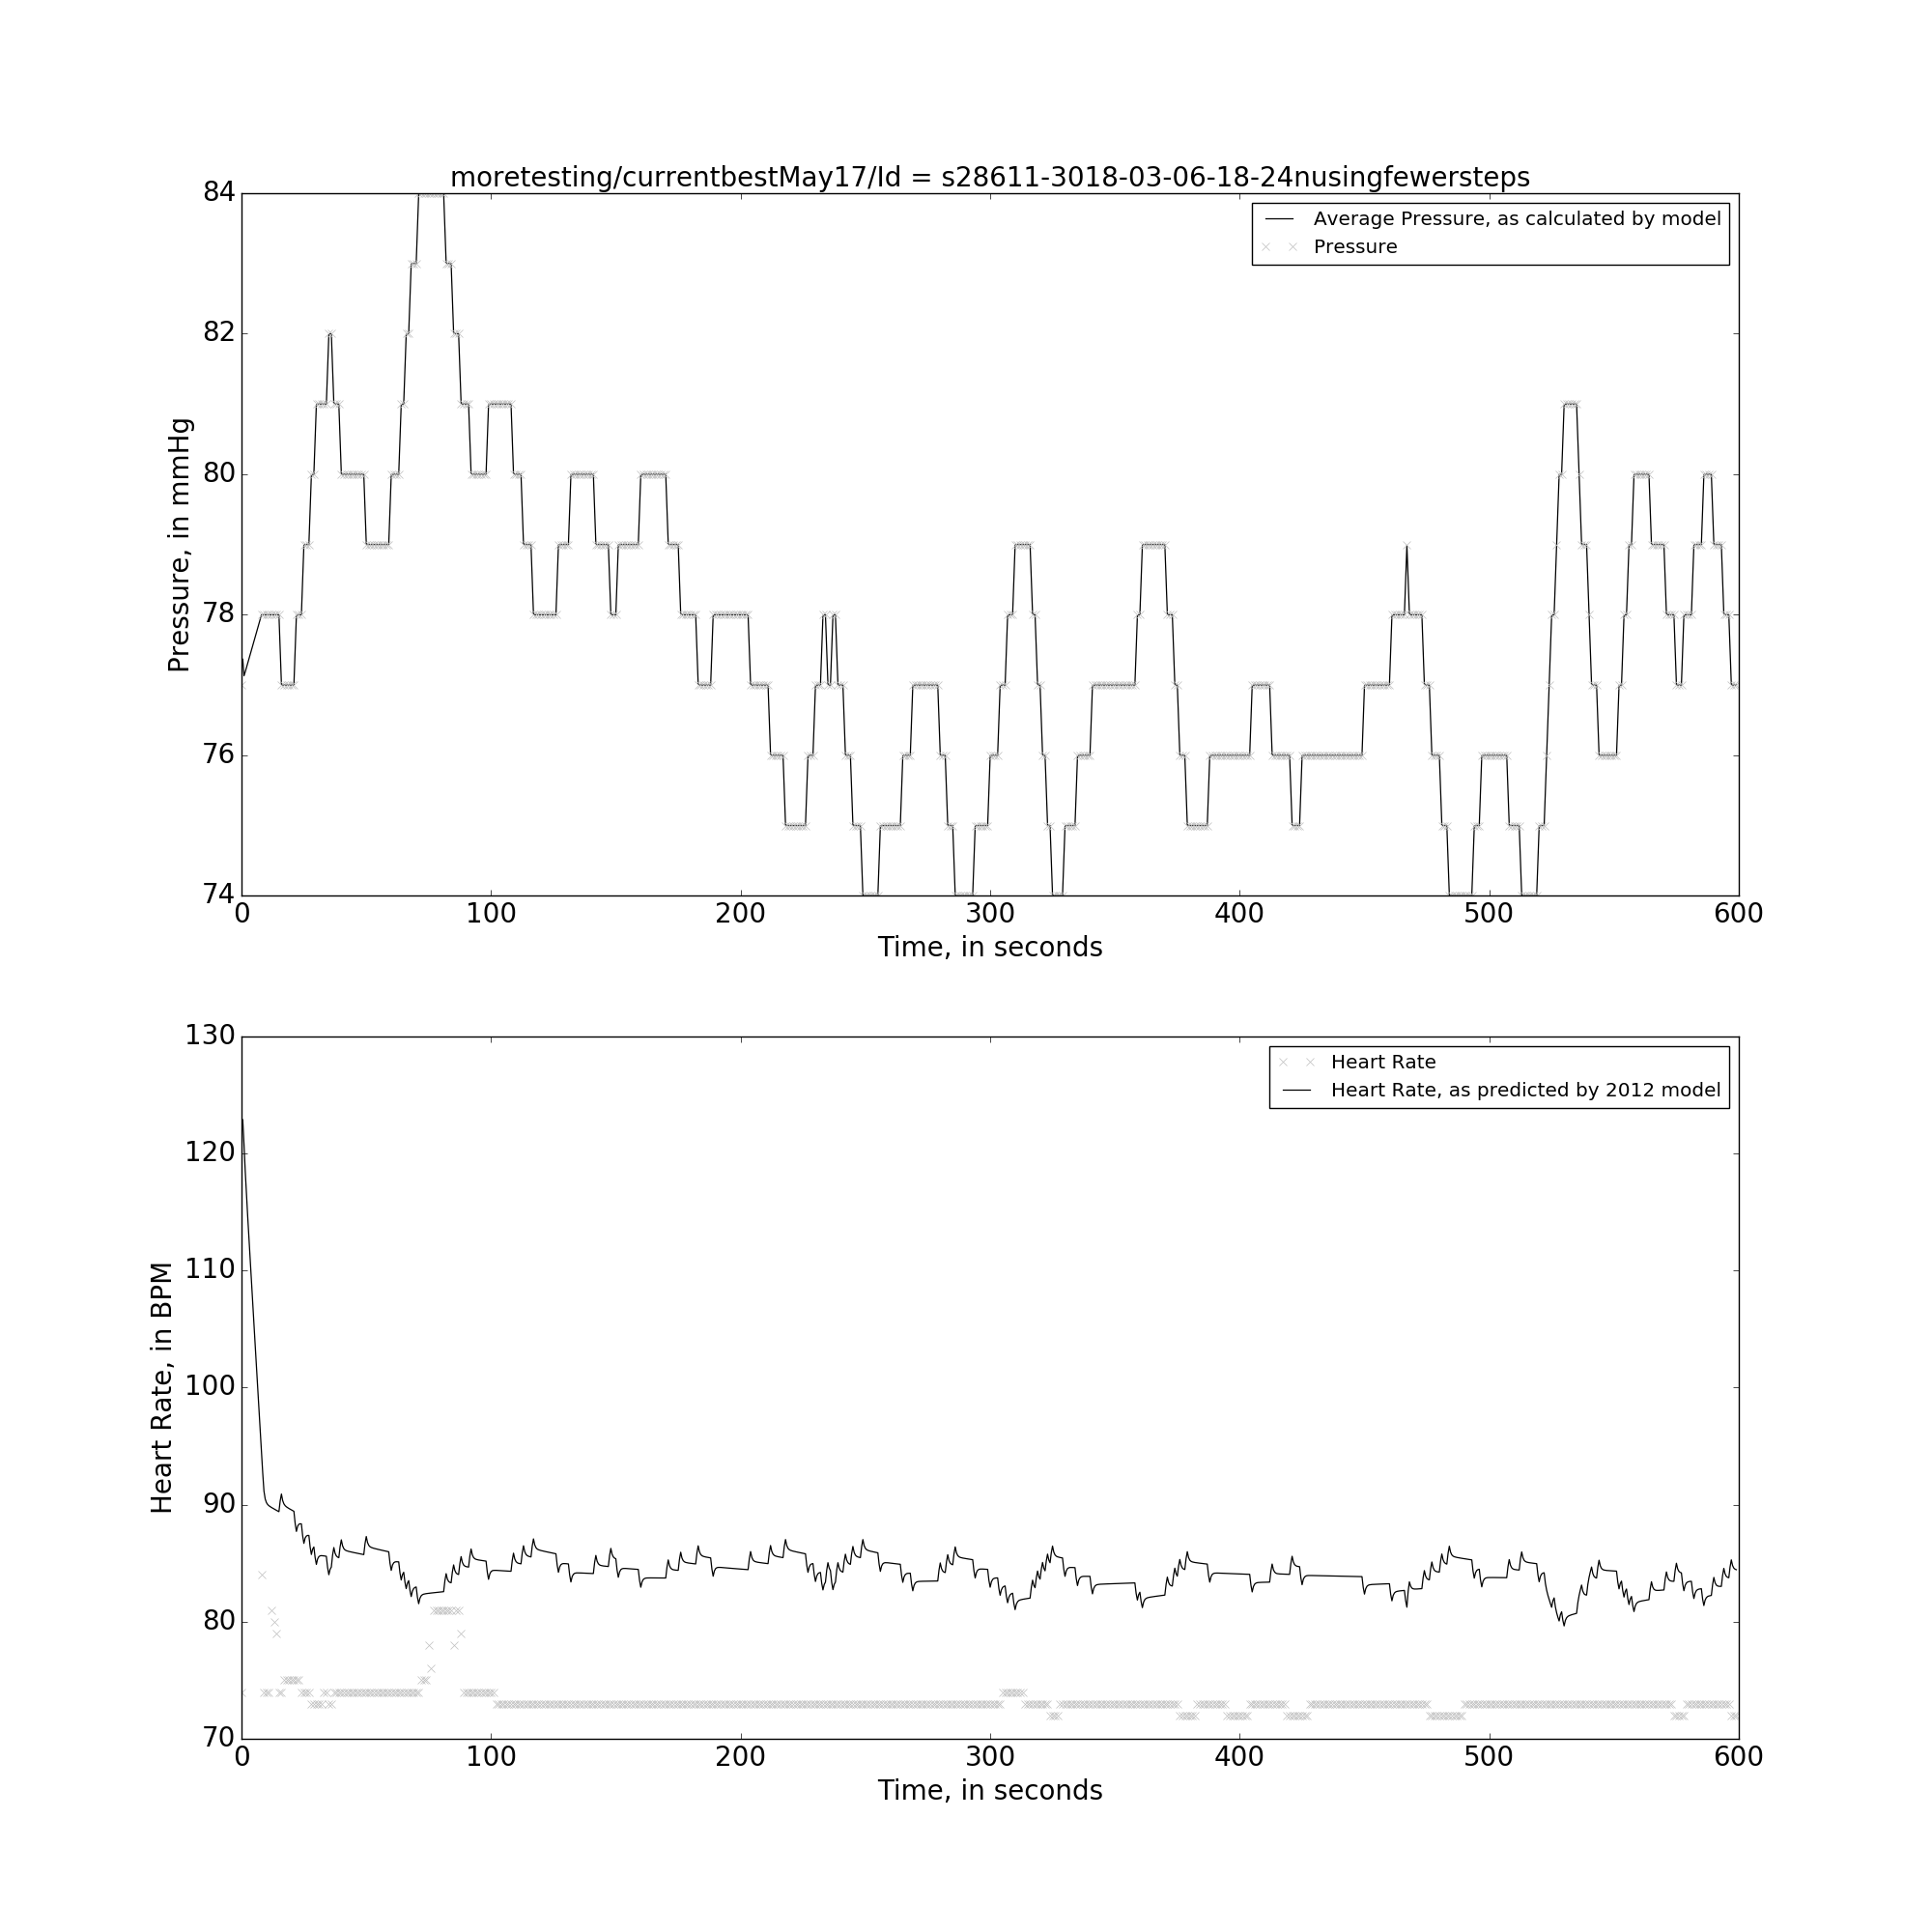 moretesting/currentbestMay17/Id = s28611-3018-03-06-18-24nusingfewersteps
Average Pressure, as calculated by model
Pressure
84
82
80
78
76
74
Pressure, in mmHg
0 100 200 300 400 500 600
Time, in seconds
Heart Rate
Heart Rate, as predicted by 2012 model
130
120
110
100
90
80
70
Heart Rate, in BPM
0 100 200 300 400 500 600
Time, in seconds